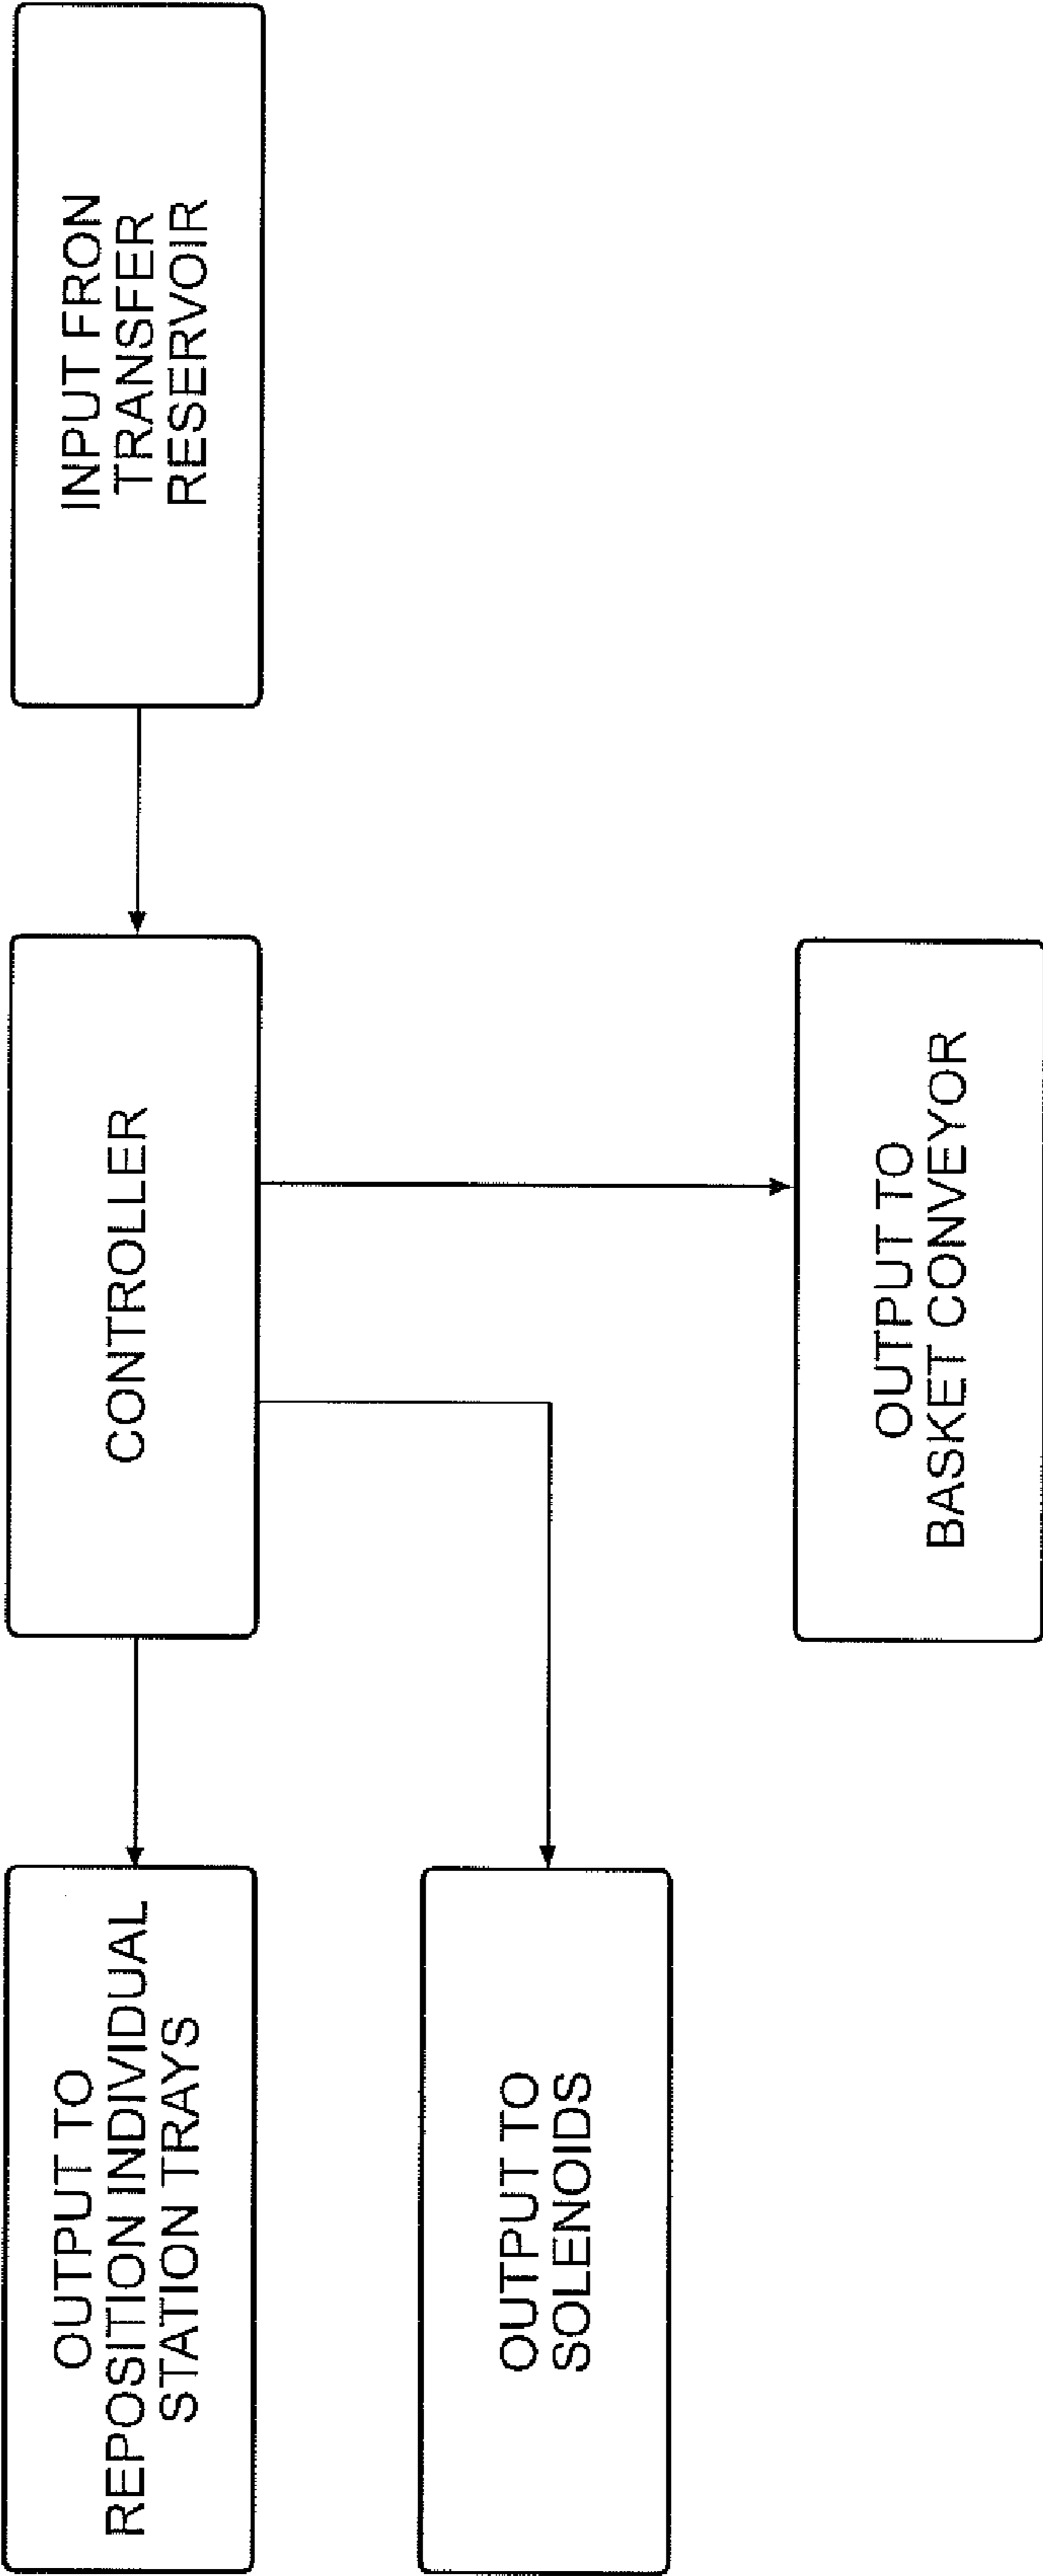 OUTPUT TO
REPOSITION INDIVIDUAL
STATION TRAYS
CONTROLLER
INPUT FRON
TRANSFER
RESERVOIR
OUTPUT TO
SOLENOIDS
OUTPUT TO
BASKET CONVEYOR